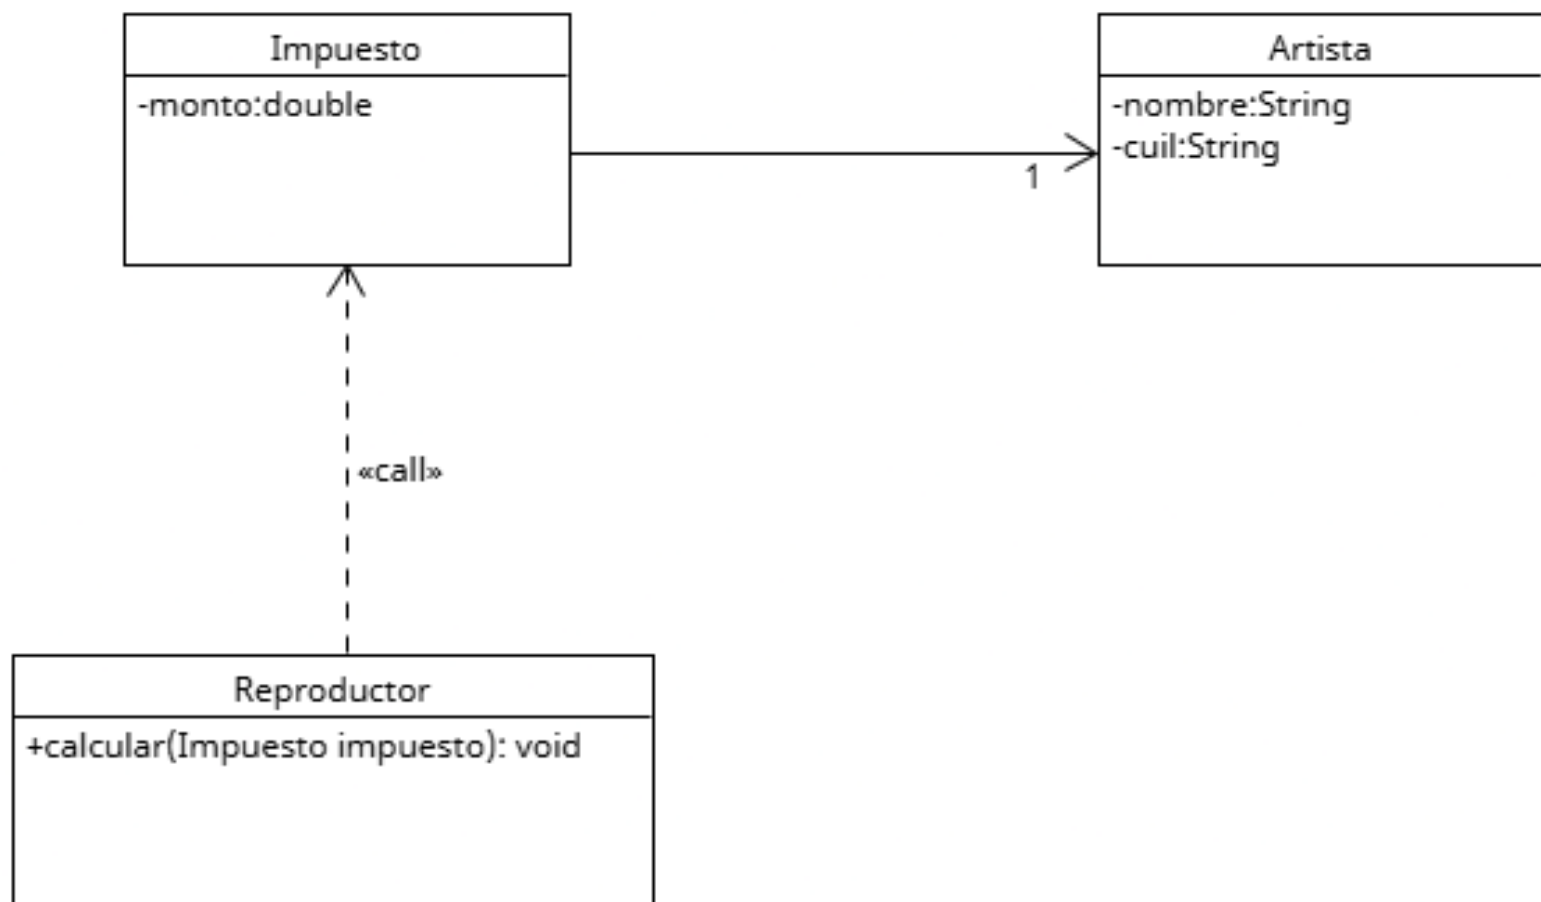 Impuesto
-monto:double
Artista
-nombre:String
-cuil:String
1
«call»
Reproductor
+calcular(Impuesto impuesto): void